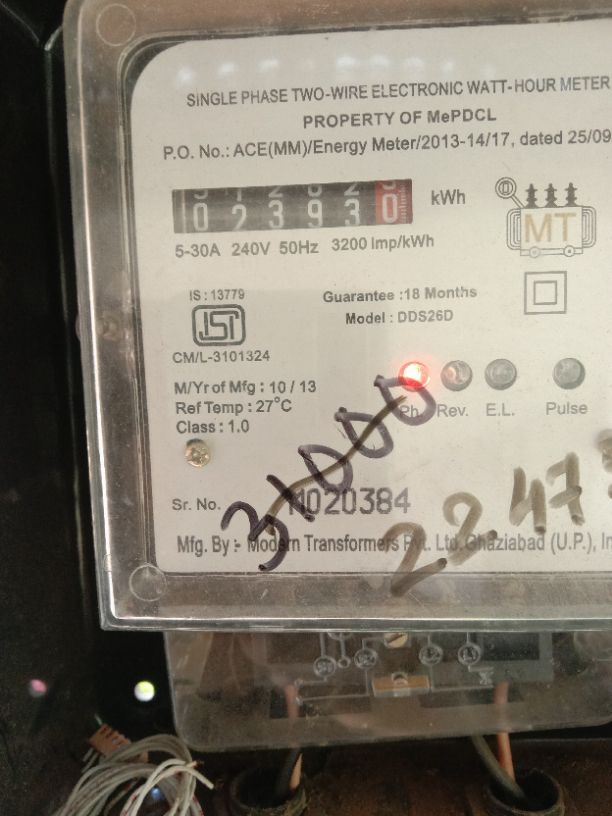 SINGLE PHASE TWO-WIRE ELECTRONIC WATT-HOUR METER
PROPERTY OF MePDCL
P.O. No.: ACE(MM)/Energy Meter/2013-14/17, dated 25/09
02393 0 kWh
5-30A 240V 50Hz 3200 Imp/kWh
MT
IS : 13779
Guarantee :18 Months
Model : DDS26D
ISI
CM/L-3101324
M/Yr of Mfg : 10 / 13
Ref Temp : 27°C
Class : 1.0
Ph. Rev. E.L. Pulse
31000
Sr. No. M020384
2247
Mfg. By :- Modern Transformers Pvt. Ltd. Ghaziabad (U.P.), In